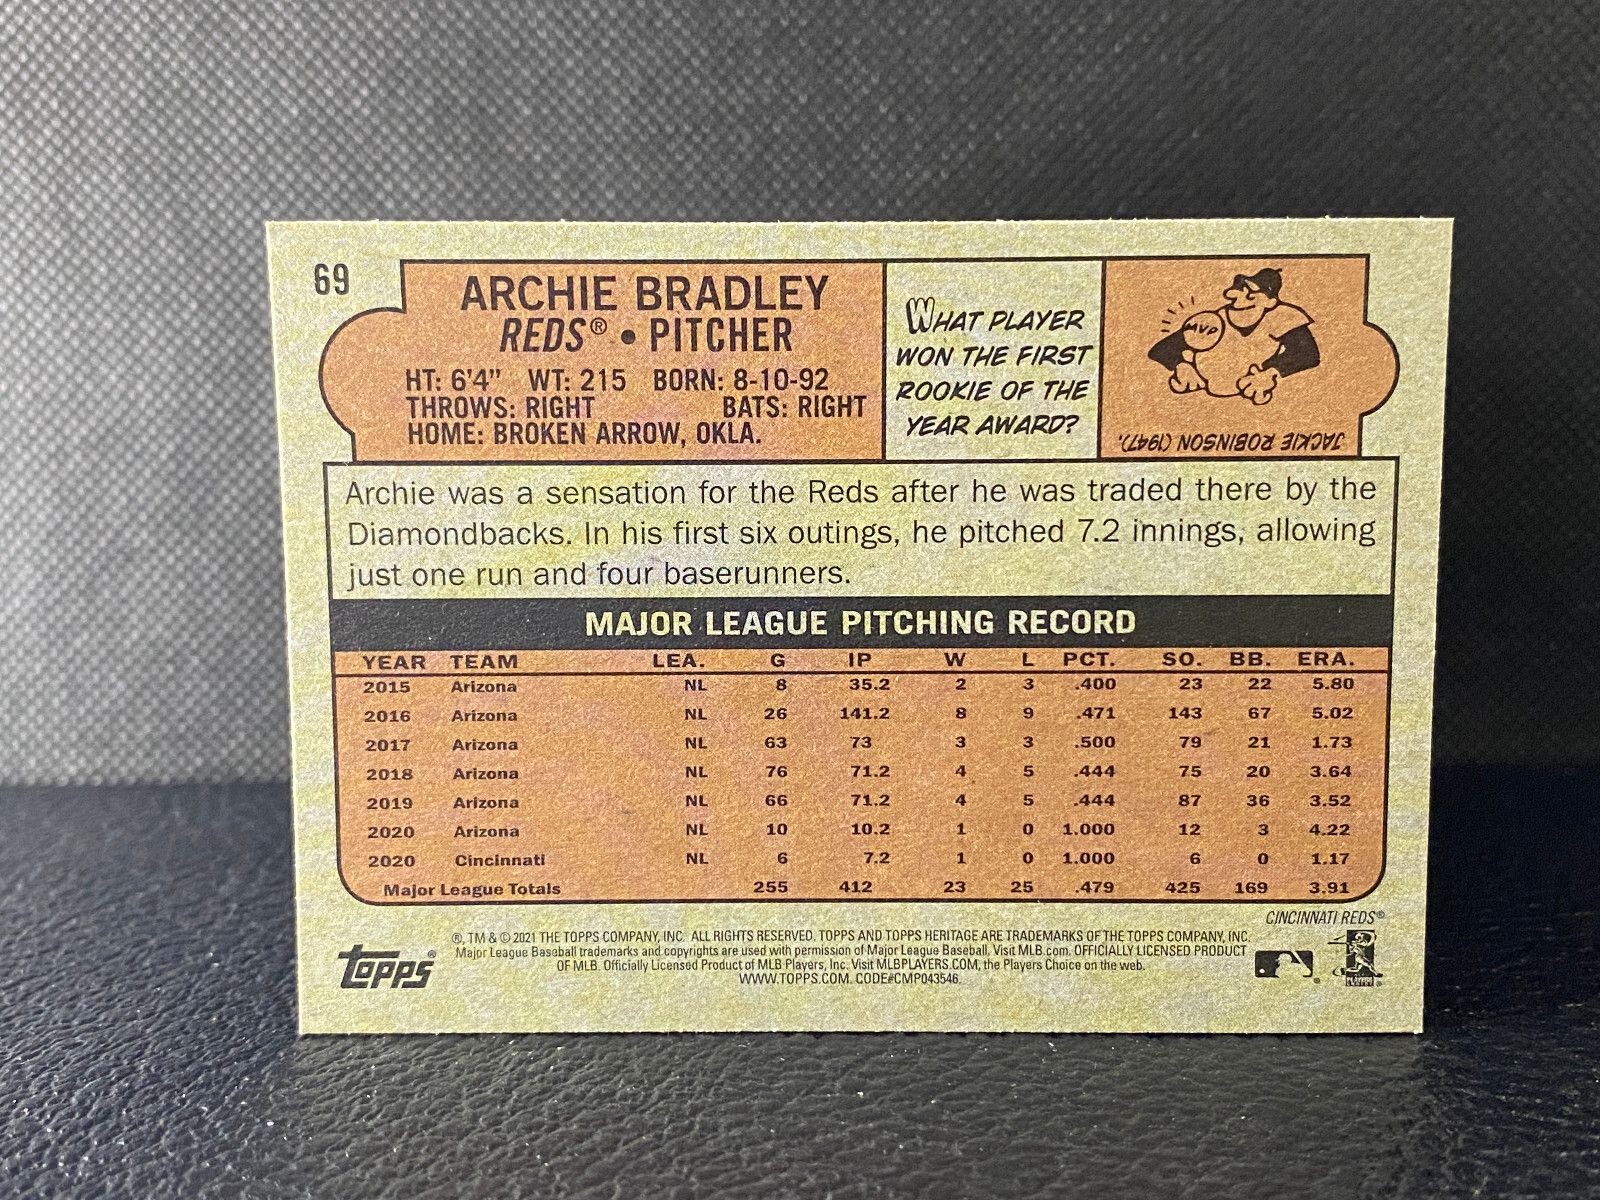 69
ARCHIE BRADLEY
REDS® • PITCHER
HT: 6'4" WT: 215 BORN: 8-10-92
THROWS: RIGHT BATS: RIGHT
HOME: BROKEN ARROW, OKLA.
WHAT PLAYER
WON THE FIRST
ROOKIE OF THE
YEAR AWARD?
MVP
JACKIE ROBINSON (1947).
Archie was a sensation for the Reds after he was traded there by the
Diamondbacks. In his first six outings, he pitched 7.2 innings, allowing
just one run and four baserunners.
MAJOR LEAGUE PITCHING RECORD
YEAR TEAM LEA. G IP W L PCT. SO. BB. ERA.
2015 Arizona NL 8 35.2 2 3 .400 23 22 5.80
2016 Arizona NL 26 141.2 8 9 .471 143 67 5.02
2017 Arizona NL 63 73 3 3 .500 79 21 1.73
2018 Arizona NL 76 71.2 4 5 .444 75 20 3.64
2019 Arizona NL 66 71.2 4 5 .444 87 36 3.52
2020 Arizona NL 10 10.2 1 0 1.000 12 3 4.22
2020 Cincinnati NL 6 7.2 1 0 1.000 6 0 1.17
Major League Totals 255 412 23 25 .479 425 169 3.91
CINCINNATI REDS®
®, TM & © 2021 THE TOPPS COMPANY, INC. ALL RIGHTS RESERVED. TOPPS AND TOPPS HERITAGE ARE TRADEMARKS OF THE TOPPS COMPANY, INC.
Major League Baseball trademarks and copyrights are used with permission of Major League Baseball. Visit MLB.com. OFFICIALLY LICENSED PRODUCT
OF MLB. Officially Licensed Product of MLB Players, Inc. Visit MLBPLAYERS.COM, the Players Choice on the web.
WWW.TOPPS.COM. CODE#CMP043546.
TOPPS®